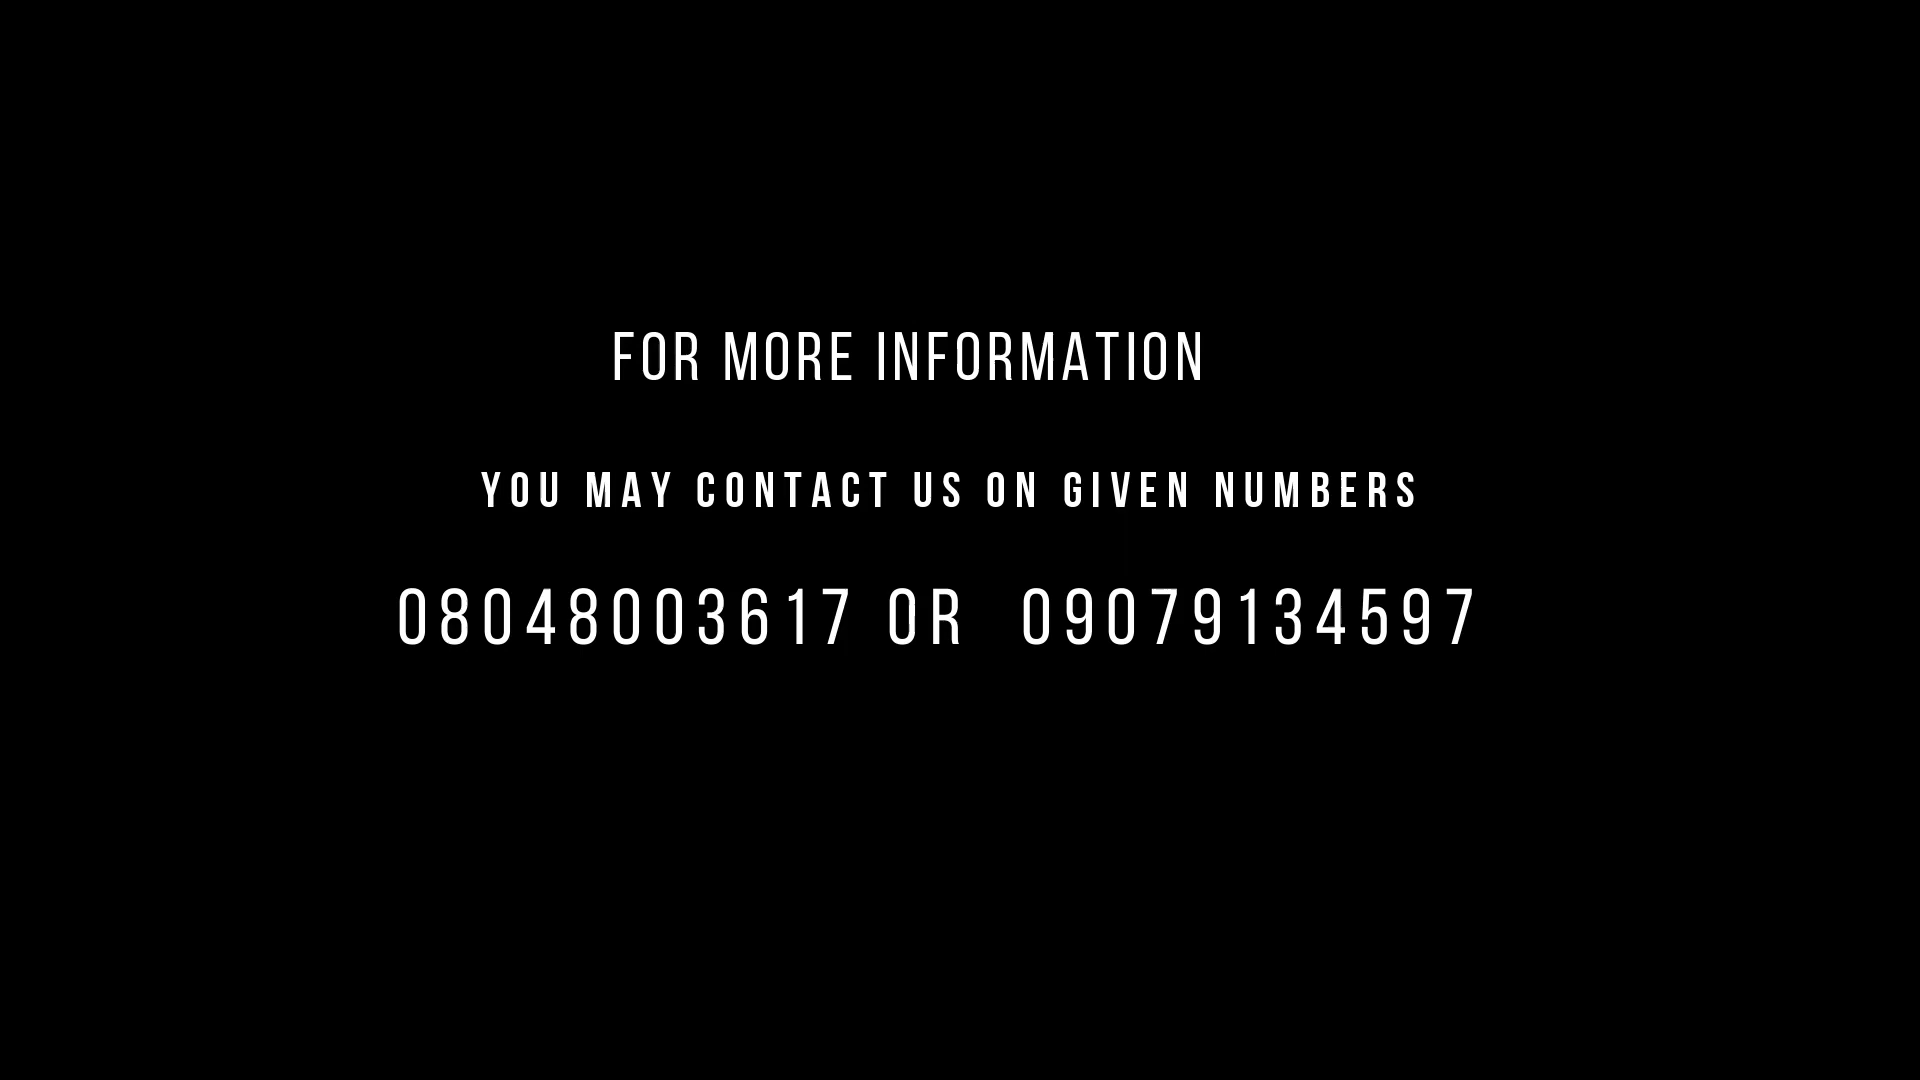 FOR MORE INFORMATION
YOU MAY CONTACT US ON GIVEN NUMBERS
08048003617 OR 09079134597